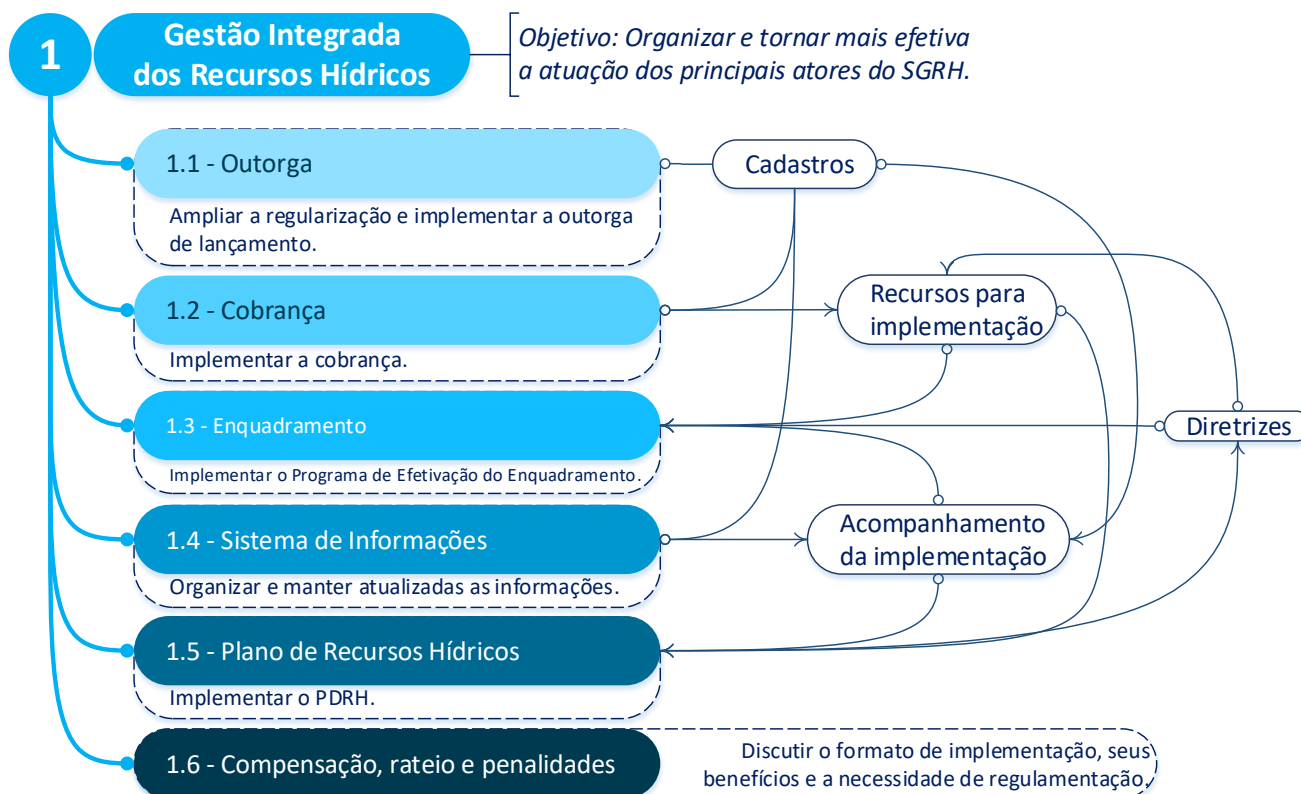 1
Gestão Integrada
dos Recursos Hídricos
Objetivo: Organizar e tornar mais efetiva
a atuação dos principais atores do SGRH.
1.1 - Outorga
Cadastros
Ampliar a regularização e implementar a outorga
de lançamento.
1.2 - Cobrança
Recursos para
implementação
Implementar a cobrança.
1.3 - Enquadramento
Diretrizes
Implementar o Programa de Efetivação do Enquadramento.
1.4 - Sistema de Informações
Acompanhamento
da implementação
Organizar e manter atualizadas as informações.
1.5 - Plano de Recursos Hídricos
Implementar o PDRH.
1.6 - Compensação, rateio e penalidades
Discutir o formato de implementação, seus
benefícios e a necessidade de regulamentação.